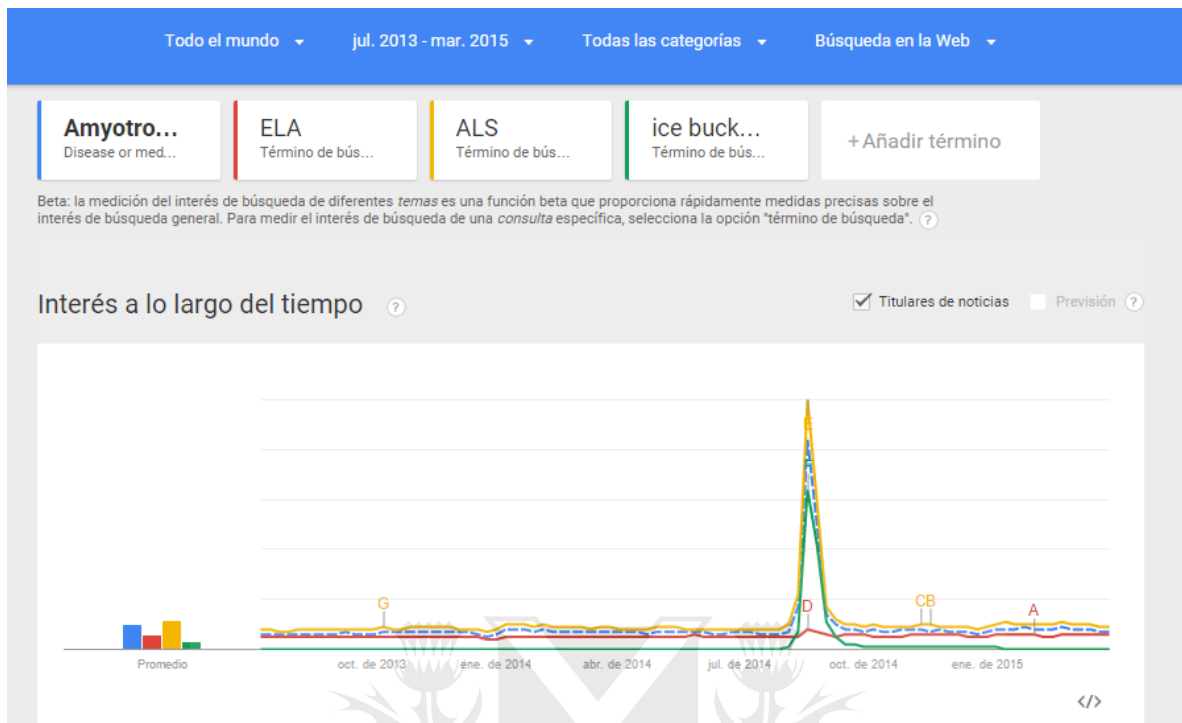 Todo el mundo jul. 2013 - mar. 2015 Todas las categorías Búsqueda en la Web
Amyotro... ELA ALS ice buck... +Añadir término
Disease or med... Término de bús... Término de bús... Término de bús...
Beta: la medición del interés de búsqueda de diferentes temas es una función beta que proporciona rápidamente medidas precisas sobre el
interés de búsqueda general. Para medir el interés de búsqueda de una consulta específica, selecciona la opción "término de búsqueda". ?
Interés a lo largo del tiempo ? Titulares de noticias Previsión ?
E
F
G D CB A
Promedio oct. de 2013 ene. de 2014 abr. de 2014 jul. de 2014 oct. de 2014 ene. de 2015
</>